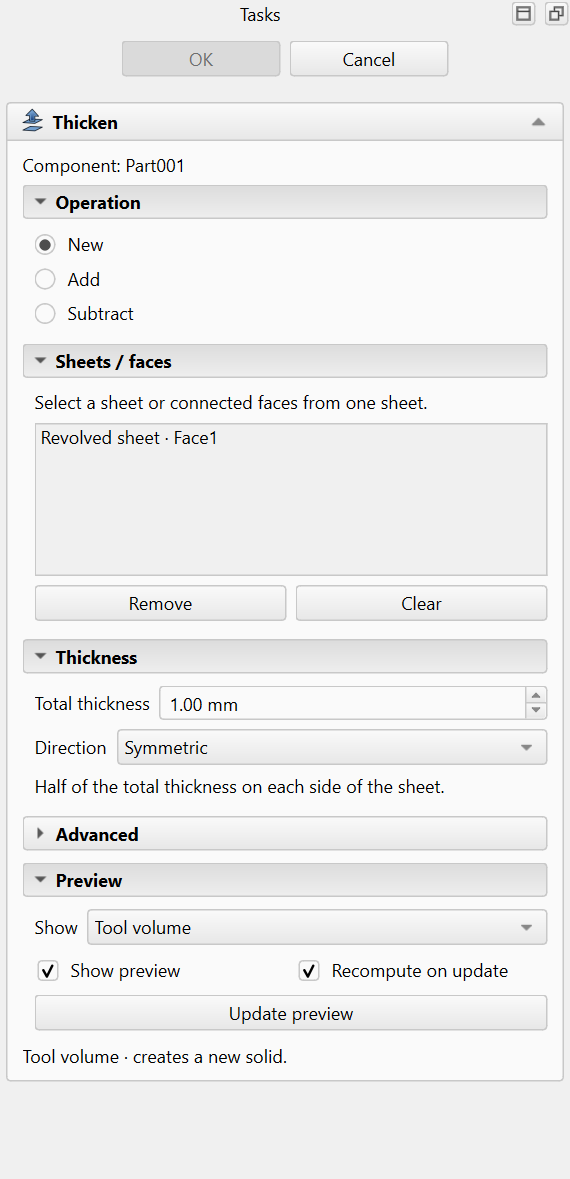 Tasks
OK Cancel
Thicken
Component: Part001
Operation
New
Add
Subtract
Sheets / faces
Select a sheet or connected faces from one sheet.
Revolved sheet · Face1
Remove Clear
Thickness
Total thickness 1.00 mm
Direction Symmetric
Half of the total thickness on each side of the sheet.
Advanced
Preview
Show Tool volume
Show preview Recompute on update
Update preview
Tool volume · creates a new solid.